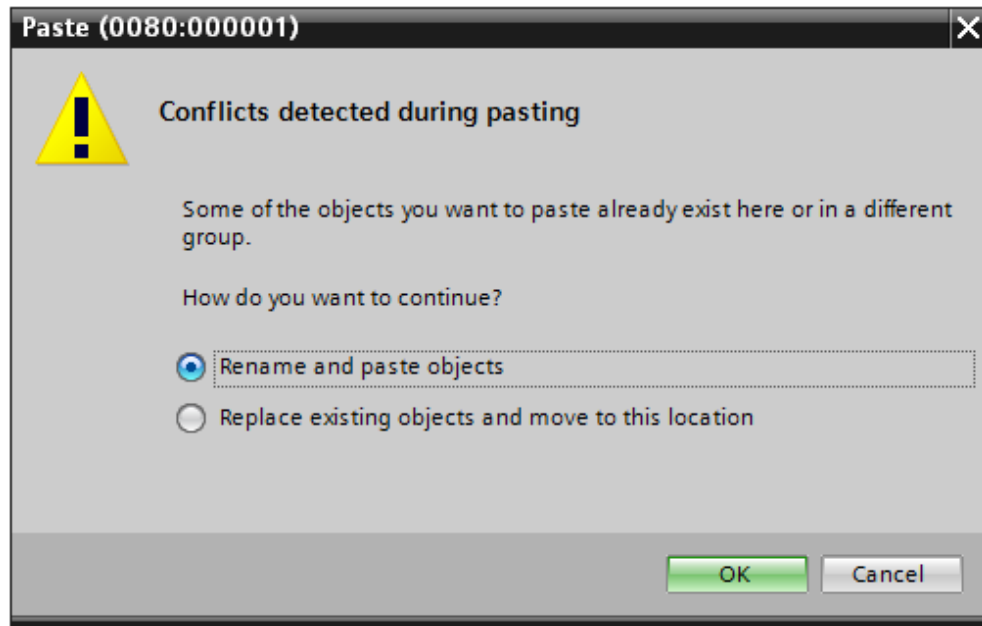 Paste (0080:000001)
Conflicts detected during pasting
Some of the objects you want to paste already exist here or in a different
group.
How do you want to continue?
Rename and paste objects
Replace existing objects and move to this location
OK
Cancel